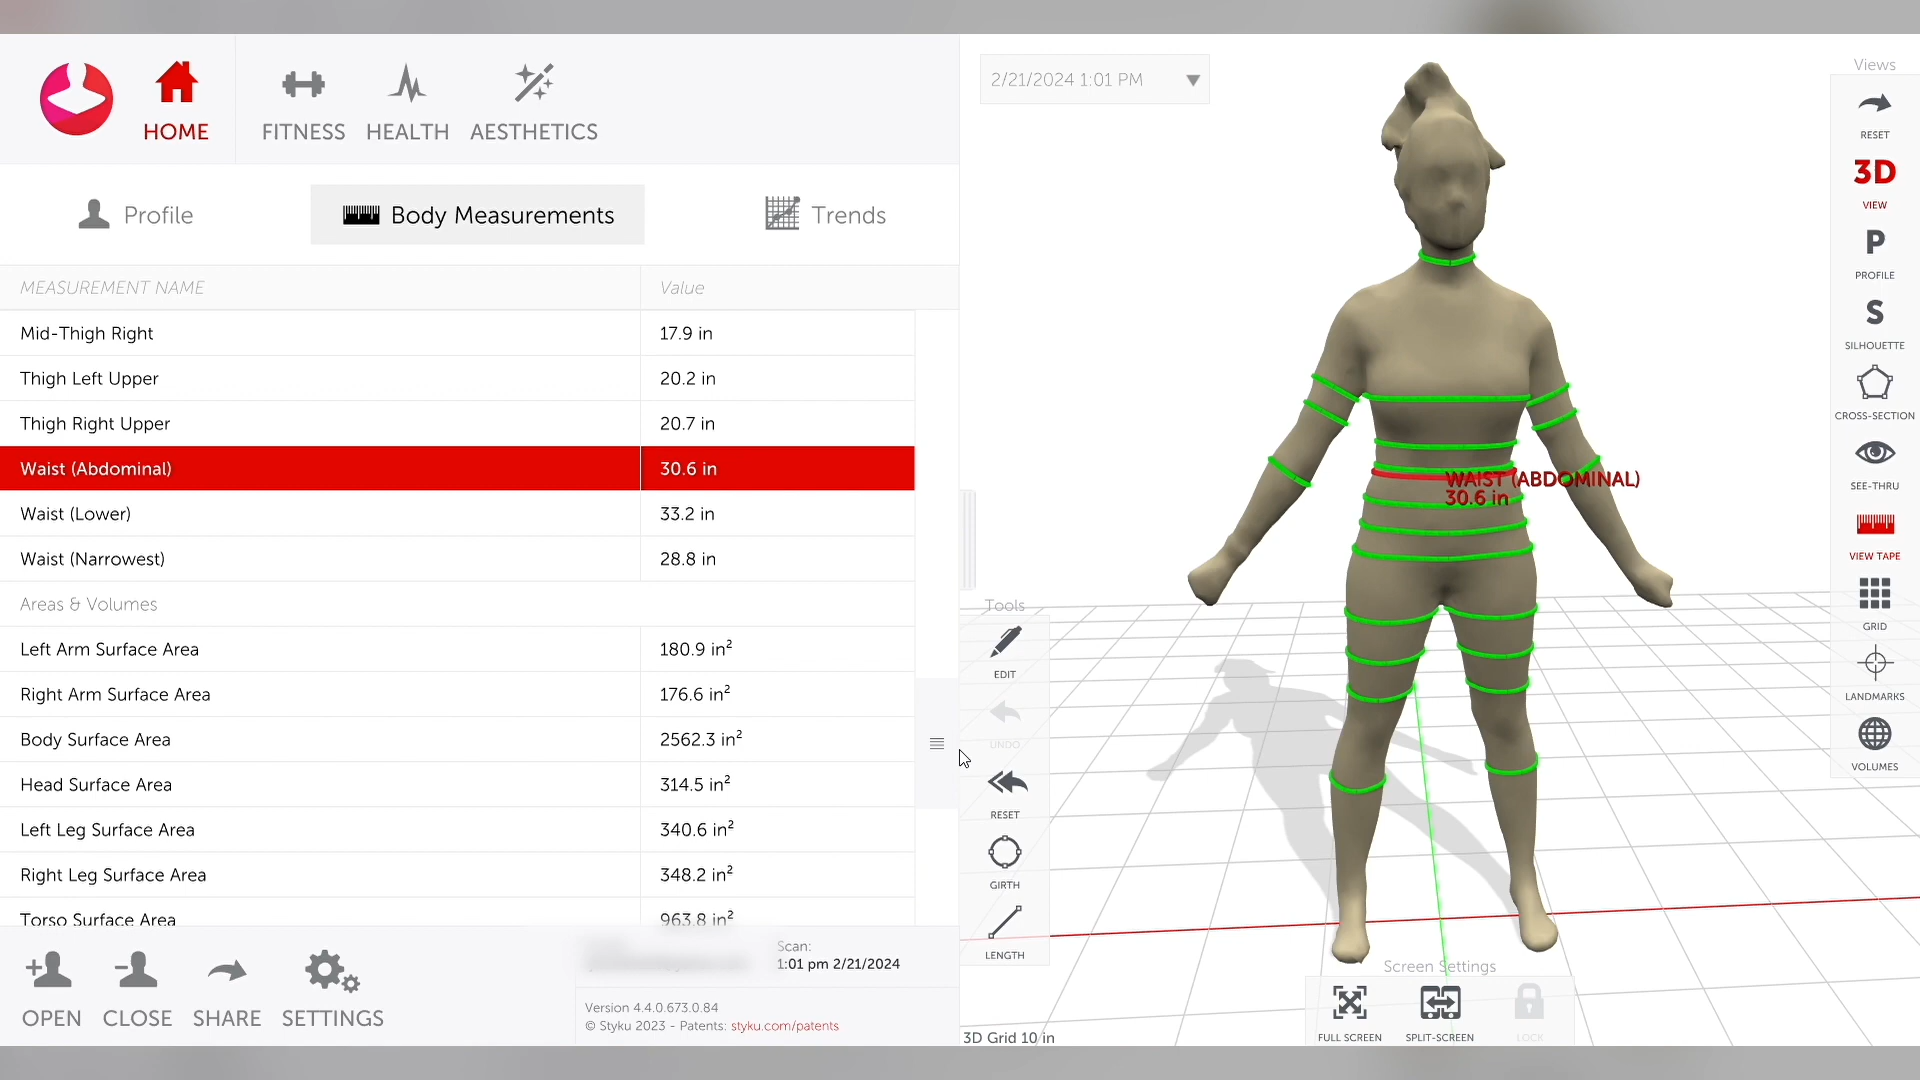 HOME
FITNESS
HEALTH
AESTHETICS
Profile
Body Measurements
Trends
MEASUREMENT NAME Value
Mid-Thigh Right 17.9 in
Thigh Left Upper 20.2 in
Thigh Right Upper 20.7 in
Waist (Abdominal) 30.6 in
Waist (Lower) 33.2 in
Waist (Narrowest) 28.8 in
Areas & Volumes
Left Arm Surface Area 180.9 in²
Right Arm Surface Area 176.6 in²
Body Surface Area 2562.3 in²
Head Surface Area 314.5 in²
Left Leg Surface Area 340.6 in²
Right Leg Surface Area 348.2 in²
Torso Surface Area 963.8 in²
OPEN
CLOSE
SHARE
SETTINGS
Scan:
1:01 pm 2/21/2024
Version 4.4.0.673.0.84
© Styku 2023 - Patents: styku.com/patents
2/21/2024 1:01 PM
WAIST (ABDOMINAL)
30.6 in
Tools
EDIT
UNDO
RESET
GIRTH
LENGTH
3D Grid 10 in
Screen Settings
FULL SCREEN
SPLIT-SCREEN
LOCK
Views
RESET
3D
VIEW
P
PROFILE
S
SILHOUETTE
CROSS-SECTION
SEE-THRU
VIEW TAPE
GRID
LANDMARKS
VOLUMES